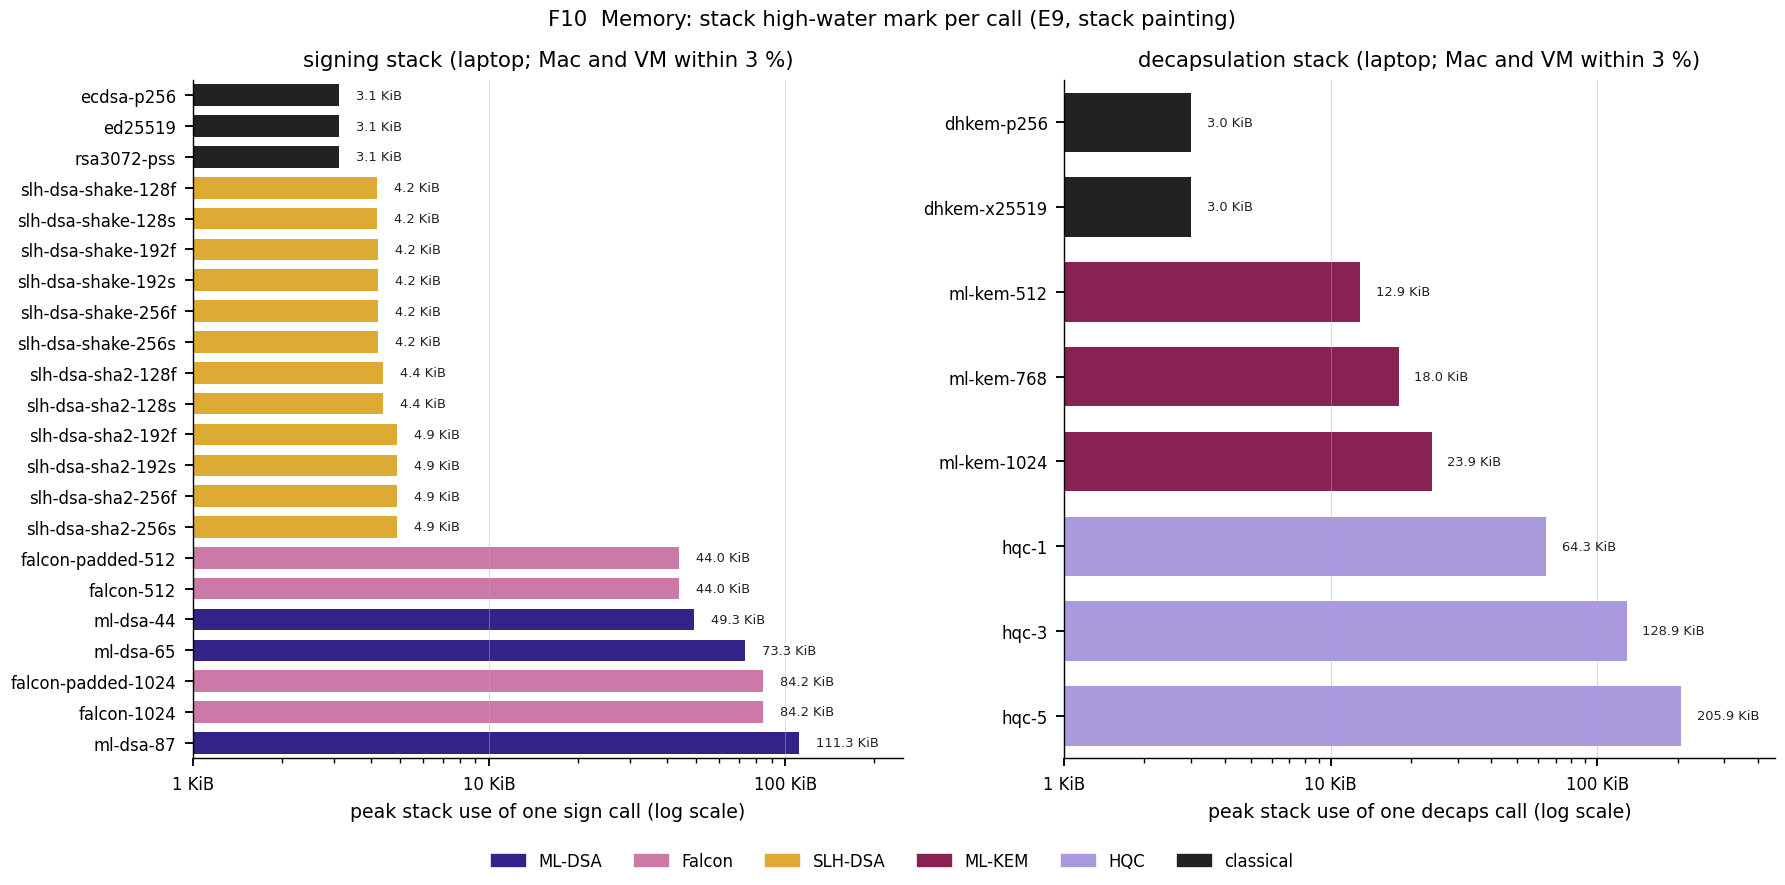 F10  Memory: stack high-water mark per call (E9, stack painting)
signing stack (laptop; Mac and VM within 3 %)
ecdsa-p256 3.1 KiB
ed25519 3.1 KiB
rsa3072-pss 3.1 KiB
slh-dsa-shake-128f 4.2 KiB
slh-dsa-shake-128s 4.2 KiB
slh-dsa-shake-192f 4.2 KiB
slh-dsa-shake-192s 4.2 KiB
slh-dsa-shake-256f 4.2 KiB
slh-dsa-shake-256s 4.2 KiB
slh-dsa-sha2-128f 4.4 KiB
slh-dsa-sha2-128s 4.4 KiB
slh-dsa-sha2-192f 4.9 KiB
slh-dsa-sha2-192s 4.9 KiB
slh-dsa-sha2-256f 4.9 KiB
slh-dsa-sha2-256s 4.9 KiB
falcon-padded-512 44.0 KiB
falcon-512 44.0 KiB
ml-dsa-44 49.3 KiB
ml-dsa-65 73.3 KiB
falcon-padded-1024 84.2 KiB
falcon-1024 84.2 KiB
ml-dsa-87 111.3 KiB
1 KiB 10 KiB 100 KiB
peak stack use of one sign call (log scale)
decapsulation stack (laptop; Mac and VM within 3 %)
dhkem-p256 3.0 KiB
dhkem-x25519 3.0 KiB
ml-kem-512 12.9 KiB
ml-kem-768 18.0 KiB
ml-kem-1024 23.9 KiB
hqc-1 64.3 KiB
hqc-3 128.9 KiB
hqc-5 205.9 KiB
1 KiB 10 KiB 100 KiB
peak stack use of one decaps call (log scale)
ML-DSA Falcon SLH-DSA ML-KEM HQC classical